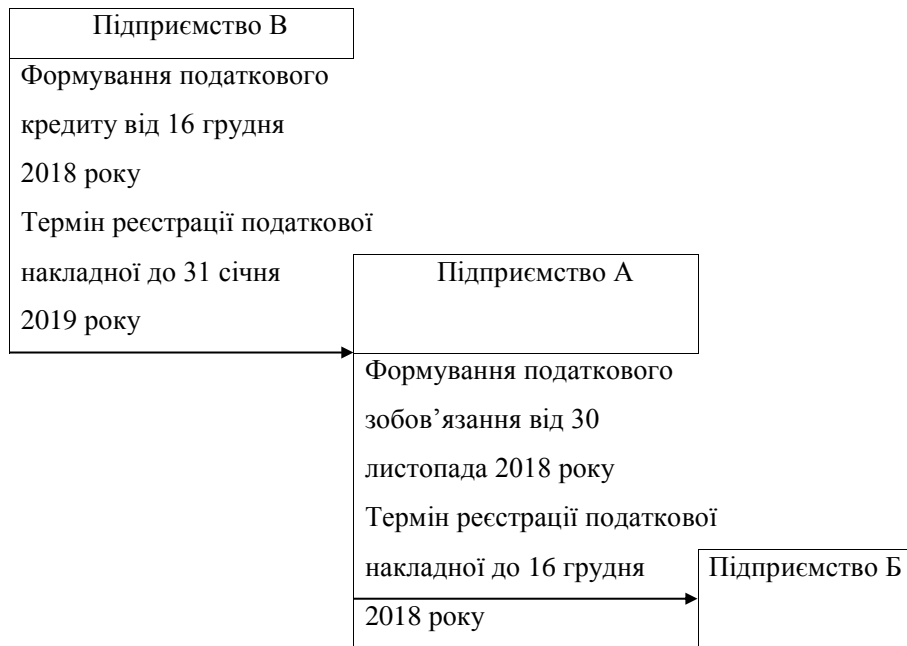 Підприємство В
Формування податкового
кредиту від 16 грудня
2018 року
Термін реєстрації податкової
накладної до 31 січня
2019 року
Підприємство А
Формування податкового
зобов’язання від 30
листопада 2018 року
Термін реєстрації податкової
накладної до 16 грудня
2018 року
Підприємство Б